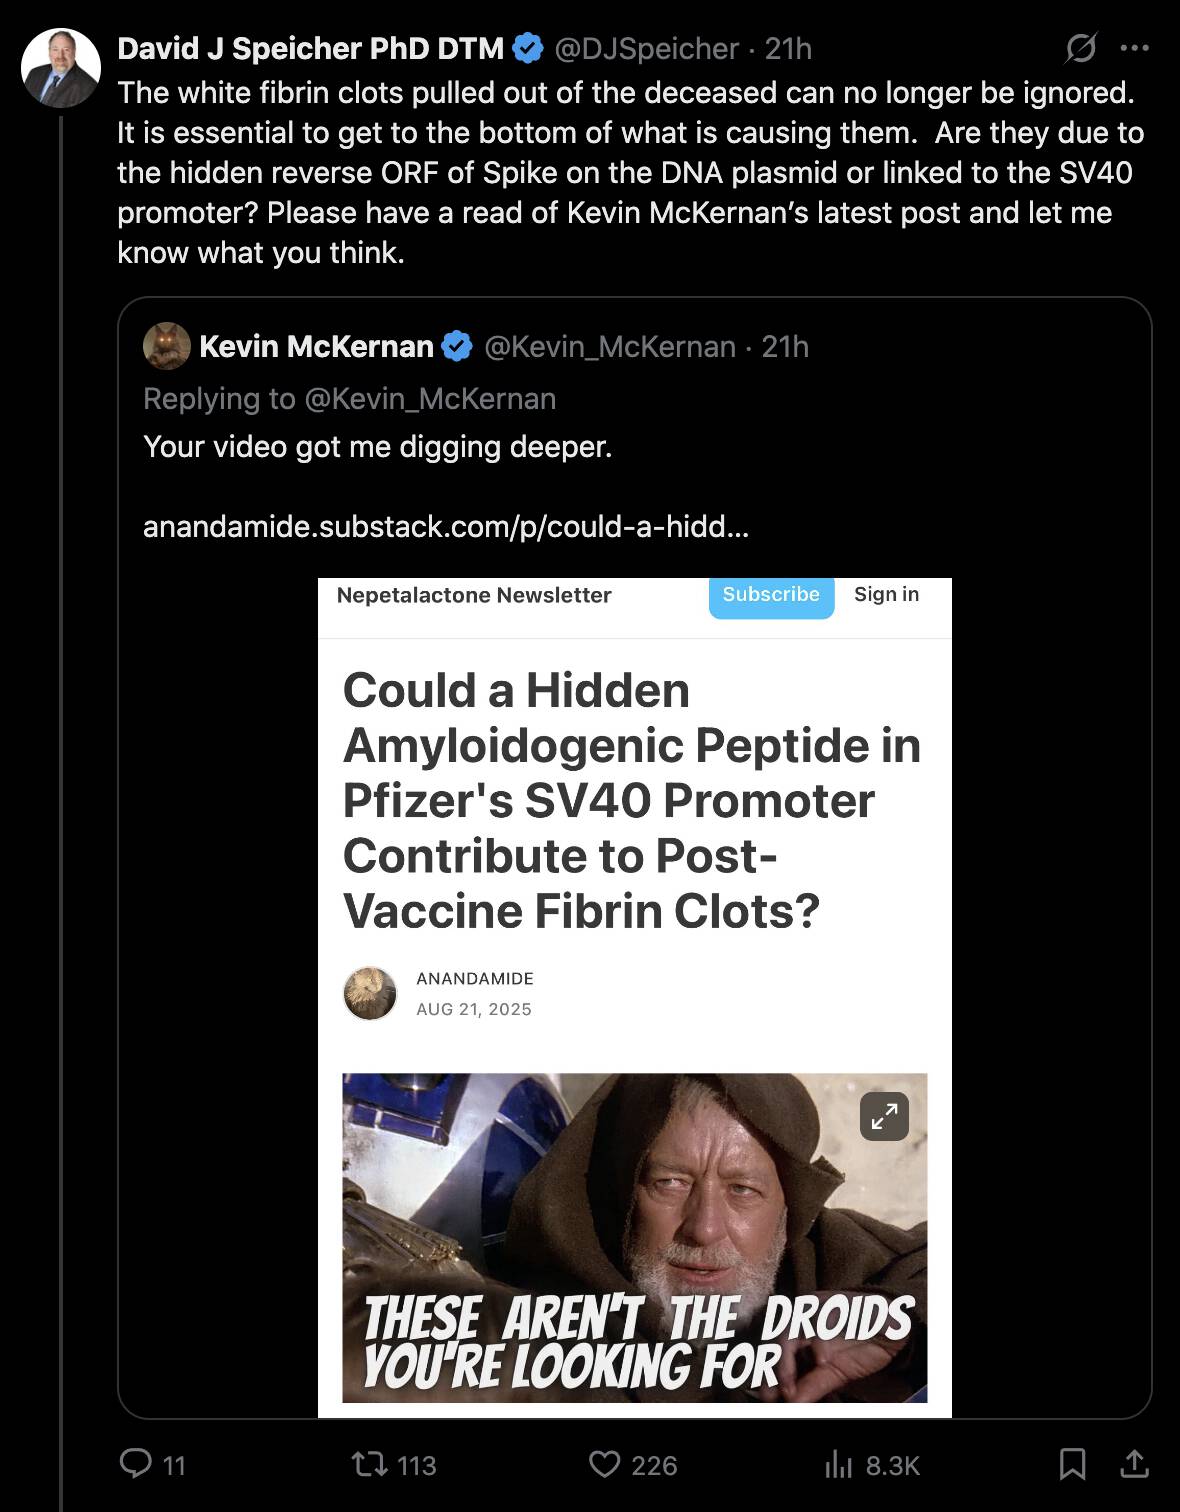 David J Speicher PhD DTM @DJSpeicher · 21h
The white fibrin clots pulled out of the deceased can no longer be ignored.
It is essential to get to the bottom of what is causing them.  Are they due to
the hidden reverse ORF of Spike on the DNA plasmid or linked to the SV40
promoter? Please have a read of Kevin McKernan’s latest post and let me
know what you think.
Kevin McKernan @Kevin_McKernan · 21h
Replying to @Kevin_McKernan
Your video got me digging deeper.
anandamide.substack.com/p/could-a-hidd...
Nepetalactone Newsletter Subscribe Sign in
Could a Hidden
Amyloidogenic Peptide in
Pfizer's SV40 Promoter
Contribute to Post-
Vaccine Fibrin Clots?
ANANDAMIDE
AUG 21, 2025
THESE AREN'T THE DROIDS
YOU'RE LOOKING FOR
11 113 226 8.3K